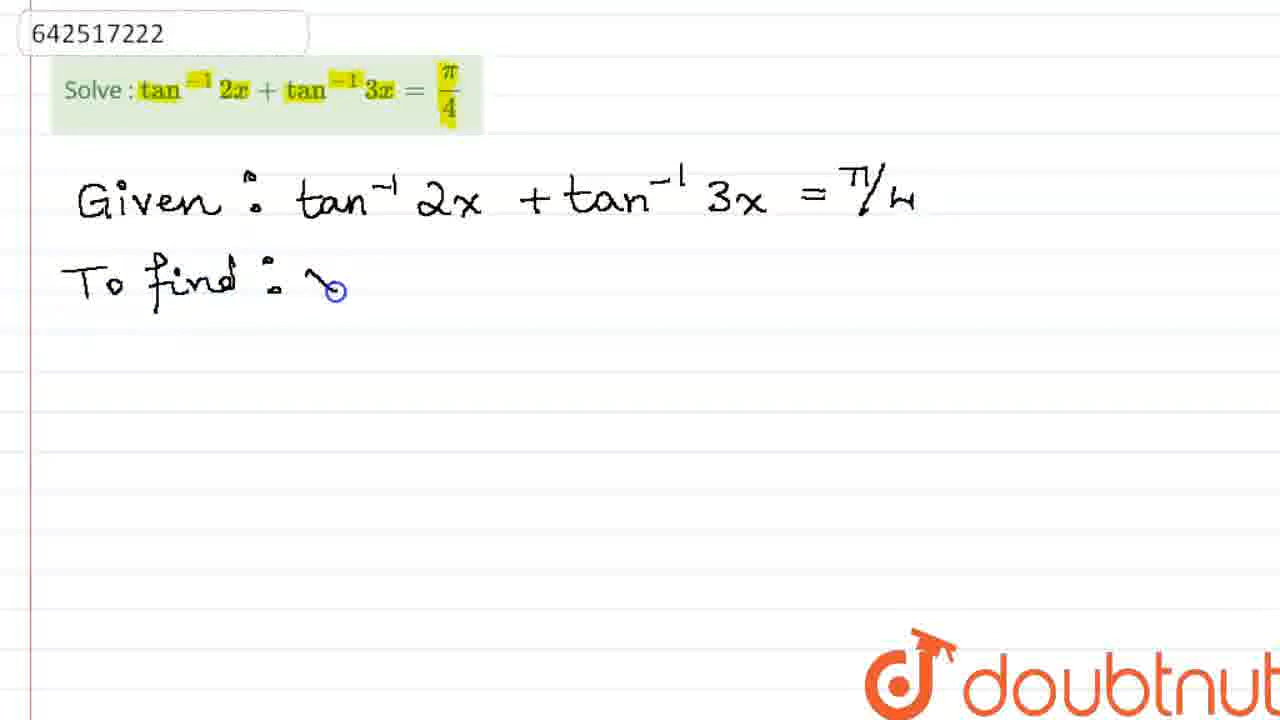 642517222
Solve : tan⁻¹ 2x + tan⁻¹ 3x = π/4
Given : tan⁻¹ 2x + tan⁻¹ 3x = π/4
To find :
doubtnut